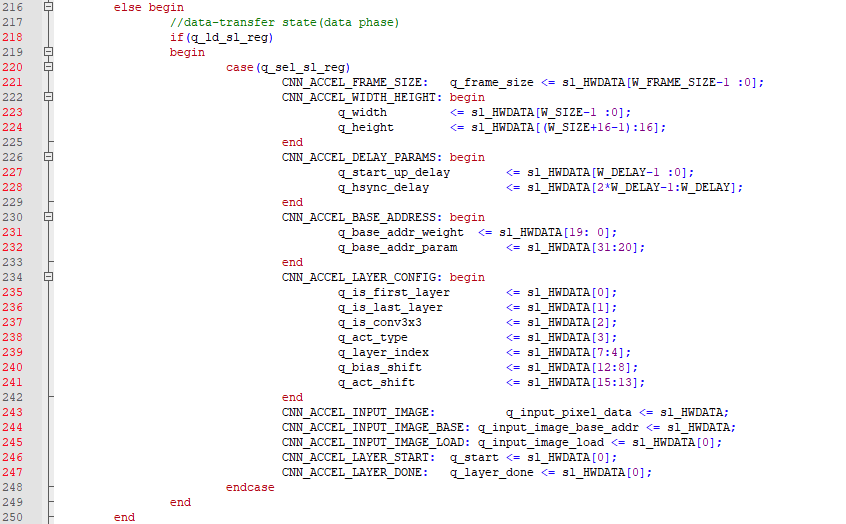 216 else begin
217 //data-transfer state(data phase)
218 if(q_ld_sl_reg)
219 begin
220 case(q_sel_sl_reg)
221 CNN_ACCEL_FRAME_SIZE: q_frame_size <= sl_HWDATA[W_FRAME_SIZE-1 :0];
222 CNN_ACCEL_WIDTH_HEIGHT: begin
223 q_width <= sl_HWDATA[W_SIZE-1 :0];
224 q_height <= sl_HWDATA[(W_SIZE+16-1):16];
225 end
226 CNN_ACCEL_DELAY_PARAMS: begin
227 q_start_up_delay <= sl_HWDATA[W_DELAY-1 :0];
228 q_hsync_delay <= sl_HWDATA[2*W_DELAY-1:W_DELAY];
229 end
230 CNN_ACCEL_BASE_ADDRESS: begin
231 q_base_addr_weight <= sl_HWDATA[19: 0];
232 q_base_addr_param <= sl_HWDATA[31:20];
233 end
234 CNN_ACCEL_LAYER_CONFIG: begin
235 q_is_first_layer <= sl_HWDATA[0];
236 q_is_last_layer <= sl_HWDATA[1];
237 q_is_conv3x3 <= sl_HWDATA[2];
238 q_act_type <= sl_HWDATA[3];
239 q_layer_index <= sl_HWDATA[7:4];
240 q_bias_shift <= sl_HWDATA[12:8];
241 q_act_shift <= sl_HWDATA[15:13];
242 end
243 CNN_ACCEL_INPUT_IMAGE: q_input_pixel_data <= sl_HWDATA;
244 CNN_ACCEL_INPUT_IMAGE_BASE: q_input_image_base_addr <= sl_HWDATA;
245 CNN_ACCEL_INPUT_IMAGE_LOAD: q_input_image_load <= sl_HWDATA[0];
246 CNN_ACCEL_LAYER_START: q_start <= sl_HWDATA[0];
247 CNN_ACCEL_LAYER_DONE: q_layer_done <= sl_HWDATA[0];
248 endcase
249 end
250 end